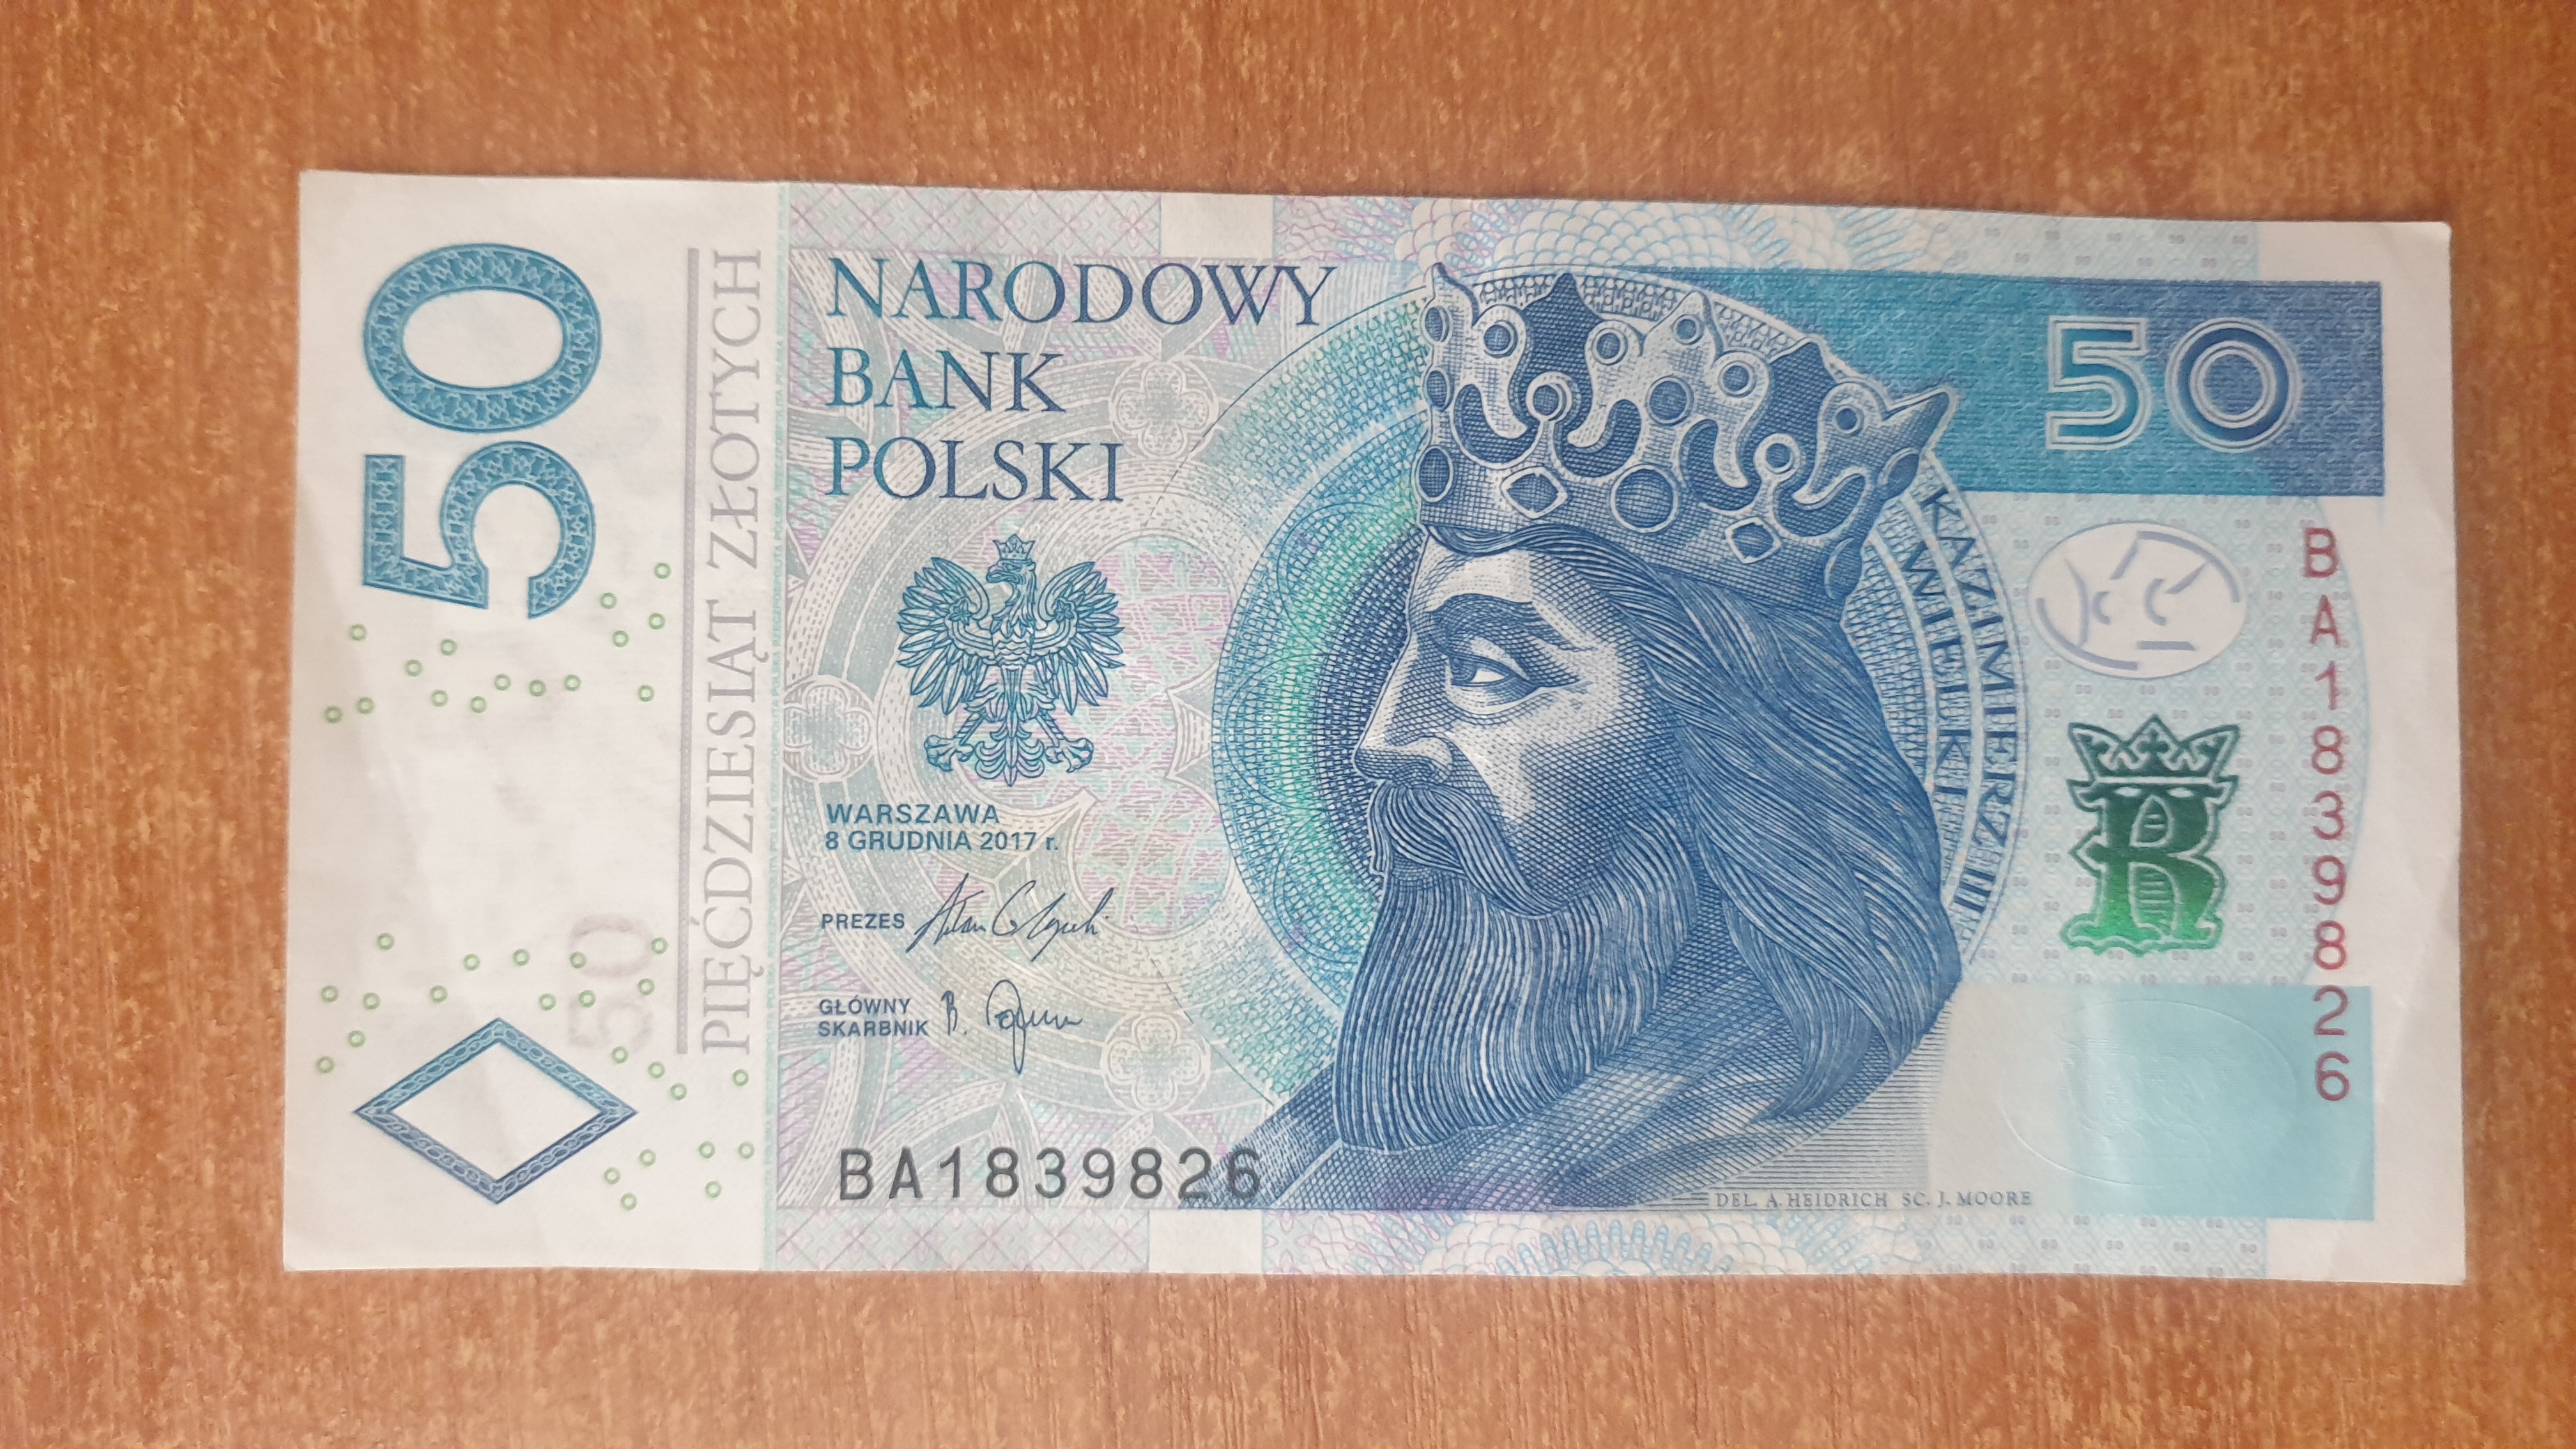 50
50
PIĘĆDZIESIĄT ZŁOTYCH
NARODOWY
BANK
POLSKI
WARSZAWA
8 GRUDNIA 2017 r.
PREZES
GŁÓWNY
SKARBNIK
BA1839826
KAZIMIERZ III
WIELKI
DEL. A. HEIDRICH SC. J. MOORE
50
BA1839826